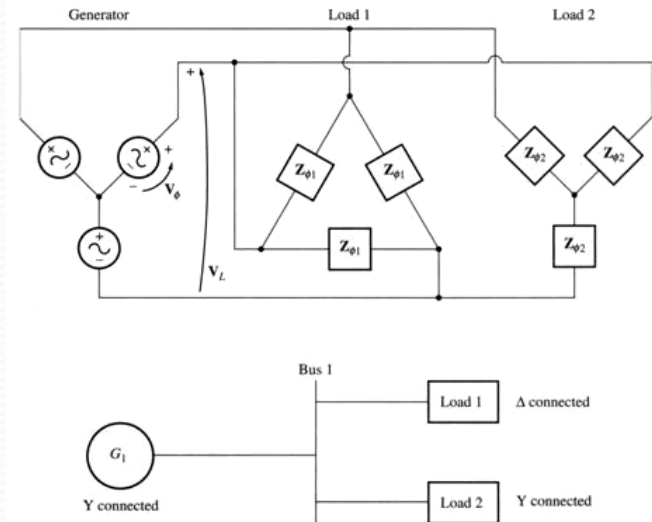 Generator
Load 1
Load 2
+
+
−
V_ϕ
+
−
V_L
Z_ϕ1
Z_ϕ1
Z_ϕ1
Z_ϕ2
Z_ϕ2
Z_ϕ2
Bus 1
G_1
Y connected
Load 1
Δ connected
Load 2
Y connected